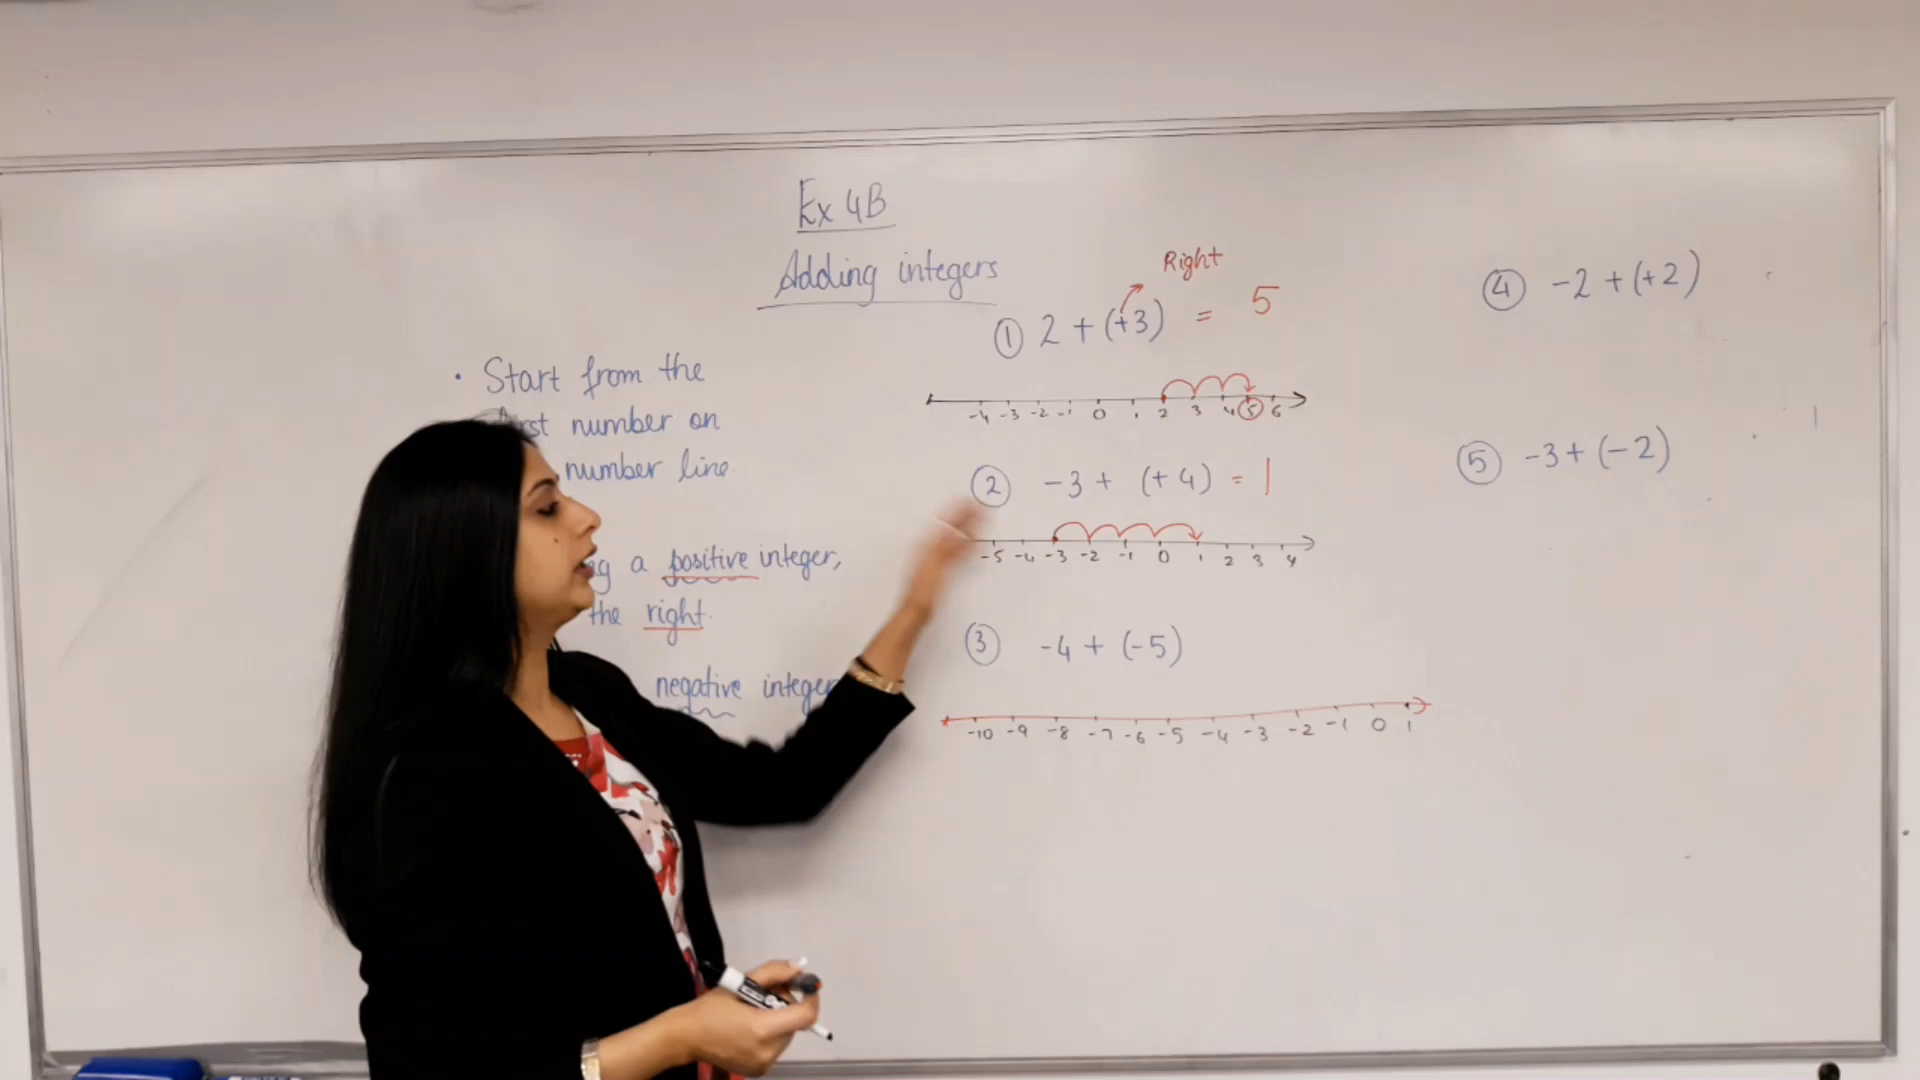 Ex 4B
Adding integers
• Start from the
number on
number line.
a positive integer,
the right.
negative integer
Right
① 2 + (+3) = 5
-4 -3 -2 -1 0 1 2 3 4 5 6
② -3 + (+4) = 1
-5 -4 -3 -2 -1 0 1 2 3 4
③ -4 + (-5)
-10 -9 -8 -7 -6 -5 -4 -3 -2 -1 0 1
④ -2 + (+2)
⑤ -3 + (-2)